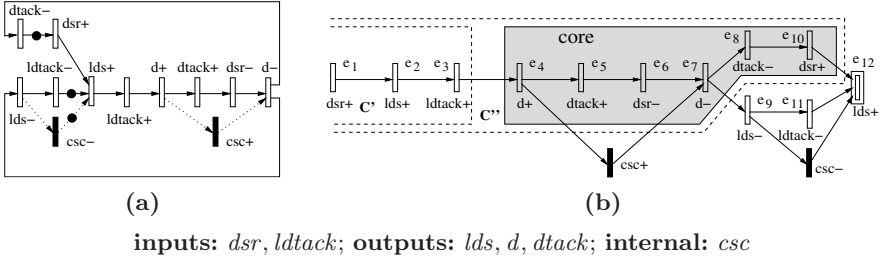 dtack−
dsr+
ldtack−
lds+
d+
dtack+
dsr−
d−
lds−
ldtack+
csc−
csc+
(a)
core
e8
e10
dtack−
dsr+
e12
lds+
e1
e2
e3
e4
e5
e6
e7
dsr+
lds+
ldtack+
d+
dtack+
dsr−
d−
C'
C''
e9
e11
lds−
ldtack−
csc+
csc−
(b)
inputs: dsr, ldtack; outputs: lds, d, dtack; internal: csc